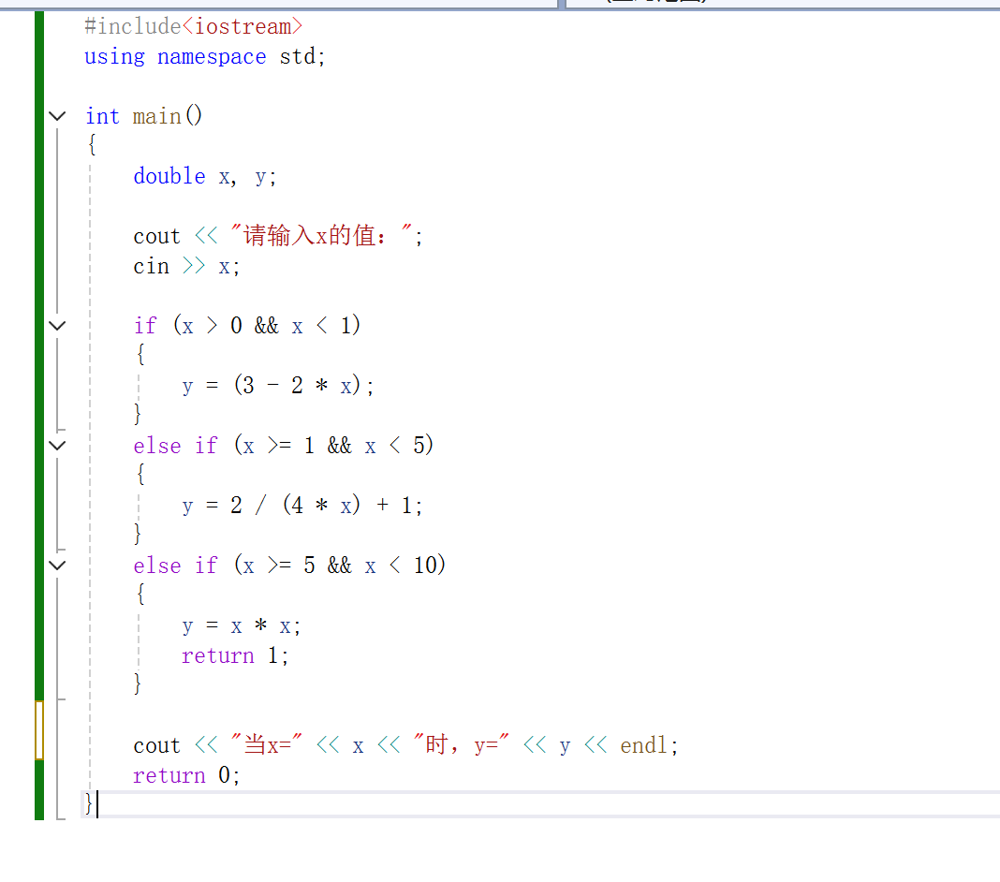 #include<iostream>
using namespace std;
int main()
{
double x, y;
cout << "请输入x的值：";
cin >> x;
if (x > 0 && x < 1)
{
y = (3 - 2 * x);
}
else if (x >= 1 && x < 5)
{
y = 2 / (4 * x) + 1;
}
else if (x >= 5 && x < 10)
{
y = x * x;
return 1;
}
cout << "当x=" << x << "时，y=" << y << endl;
return 0;
}